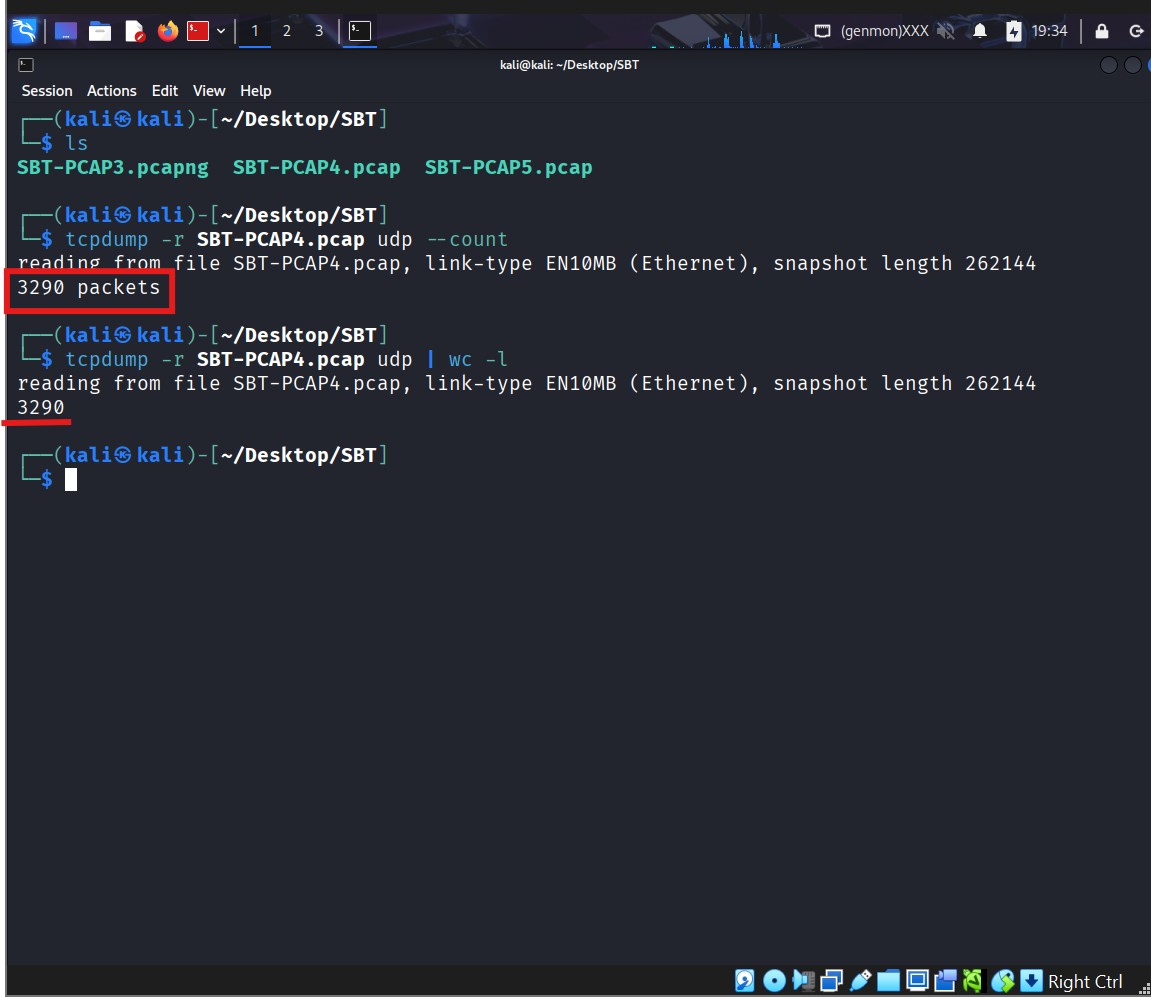 1 2 3 (genmon)XXX 19:34
kali@kali: ~/Desktop/SBT
Session Actions Edit View Help
┌──(kali㉿kali)-[~/Desktop/SBT]
└─$ ls
SBT-PCAP3.pcapng  SBT-PCAP4.pcap  SBT-PCAP5.pcap
┌──(kali㉿kali)-[~/Desktop/SBT]
└─$ tcpdump -r SBT-PCAP4.pcap udp --count
reading from file SBT-PCAP4.pcap, link-type EN10MB (Ethernet), snapshot length 262144
3290 packets
┌──(kali㉿kali)-[~/Desktop/SBT]
└─$ tcpdump -r SBT-PCAP4.pcap udp | wc -l
reading from file SBT-PCAP4.pcap, link-type EN10MB (Ethernet), snapshot length 262144
3290
┌──(kali㉿kali)-[~/Desktop/SBT]
└─$
Right Ctrl